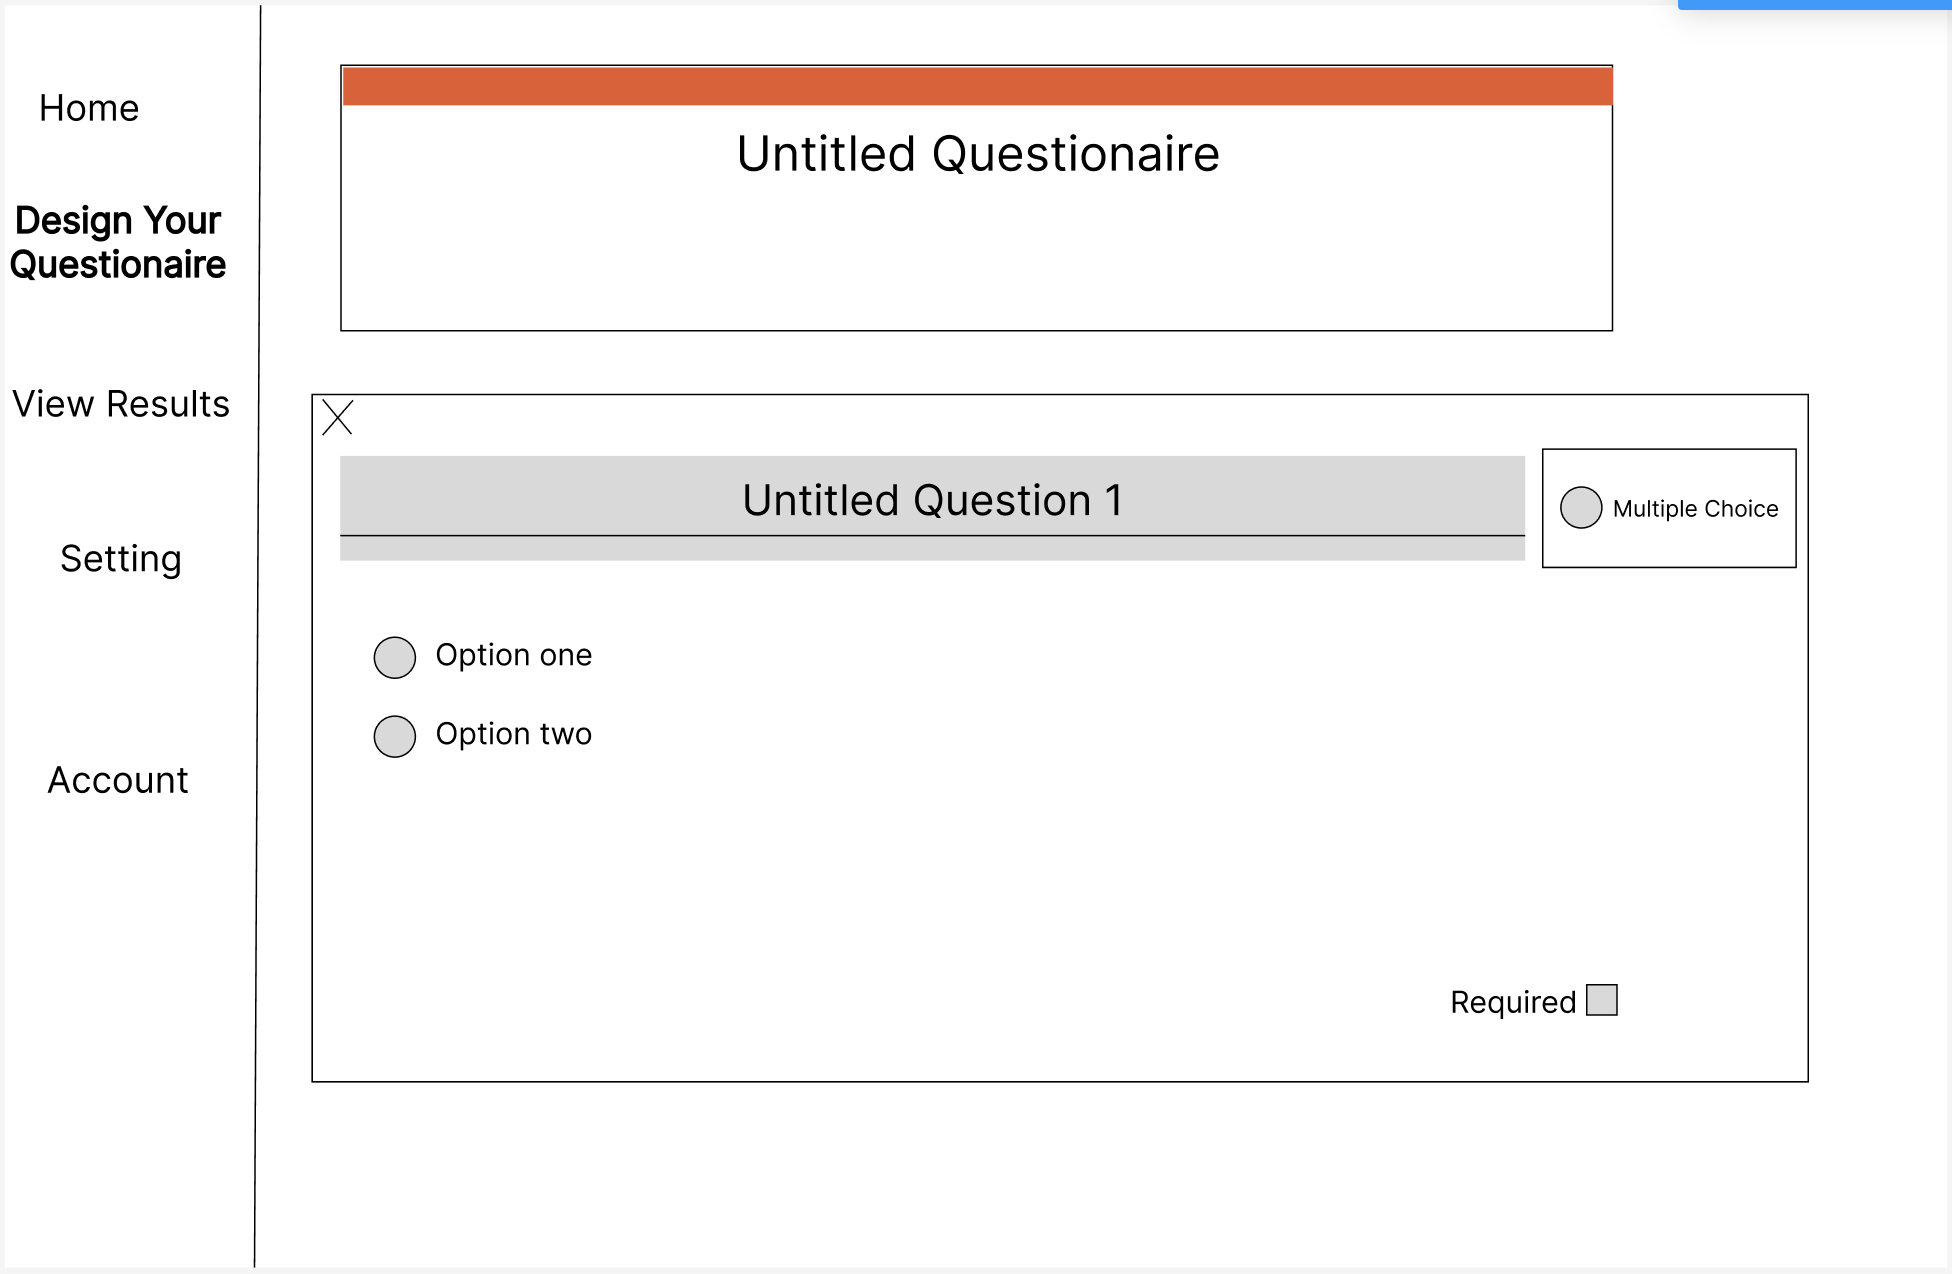 Home
Design Your
Questionaire
View Results
Setting
Account
Untitled Questionaire
Untitled Question 1
Multiple Choice
Option one
Option two
Required